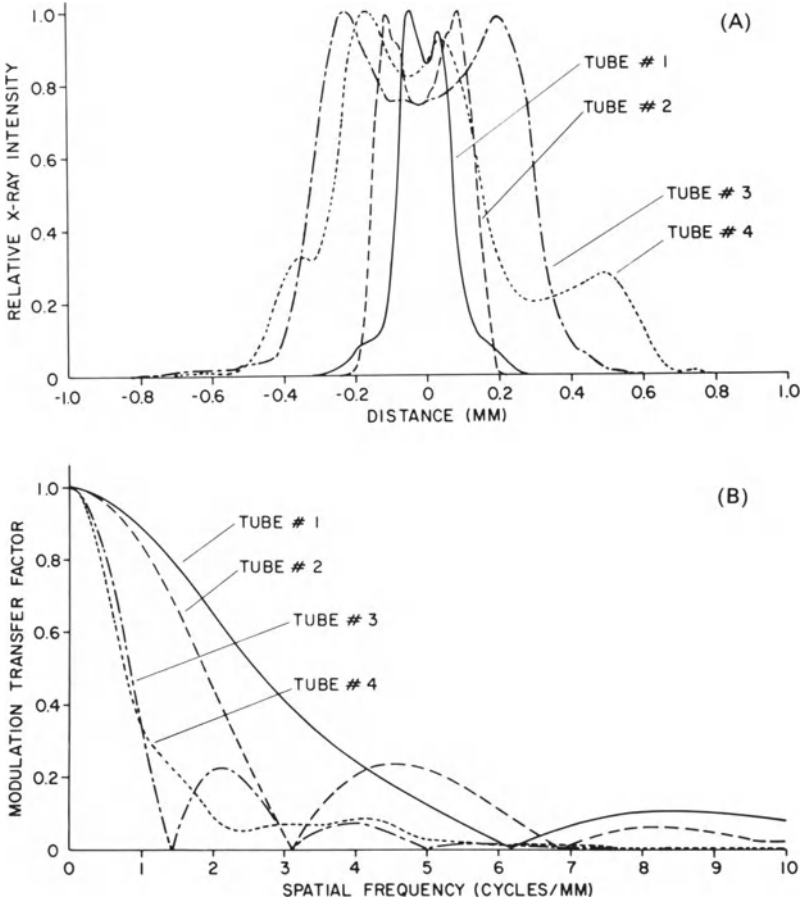 (A)
1.0
0.8
0.6
0.4
0.2
0
RELATIVE X-RAY INTENSITY
TUBE # 1
TUBE # 2
TUBE # 3
TUBE # 4
-1.0 -0.8 -0.6 -0.4 -0.2 0 0.2 0.4 0.6 0.8 1.0
DISTANCE (MM)
(B)
1.0
0.8
0.6
0.4
0.2
0
MODULATION TRANSFER FACTOR
TUBE # 1
TUBE # 2
TUBE # 3
TUBE # 4
0 1 2 3 4 5 6 7 8 9 10
SPATIAL FREQUENCY (CYCLES/MM)